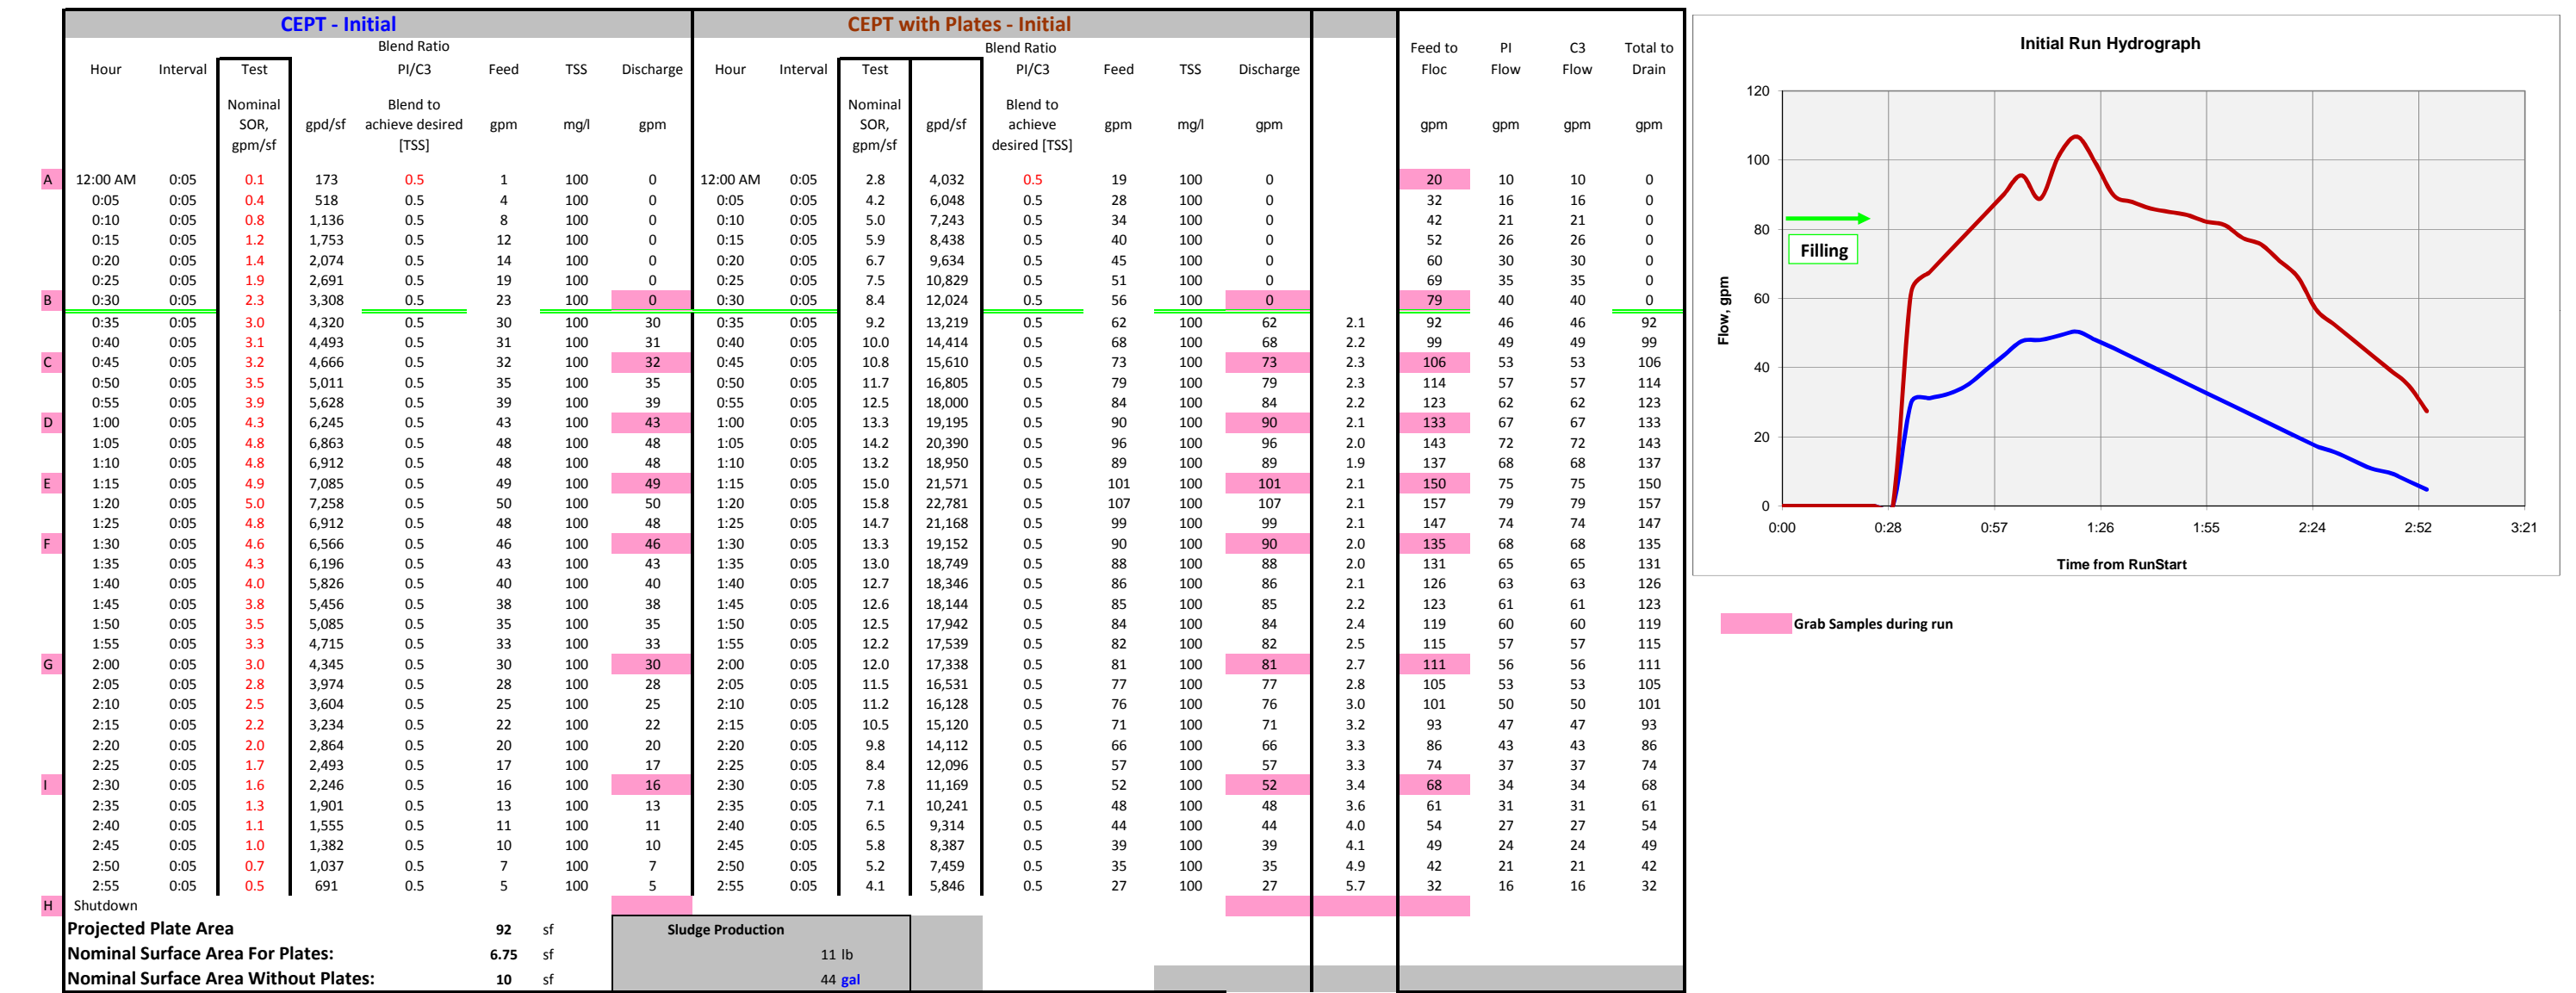 CEPT - Initial CEPT with Plates - Initial
Blend Ratio Blend Ratio Feed to PI C3 Total to
Hour Interval Test PI/C3 Feed TSS Discharge Hour Interval Test PI/C3 Feed TSS Discharge Floc Flow Flow Drain
Nominal Blend to Nominal Blend to
SOR, gpd/sf achieve desired gpm mg/l gpm SOR, gpd/sf achieve gpm mg/l gpm gpm gpm gpm gpm
gpm/sf [TSS] gpm/sf desired [TSS]
A 12:00 AM 0:05 0.1 173 0.5 1 100 0 12:00 AM 0:05 2.8 4,032 0.5 19 100 0 20 10 10 0
0:05 0:05 0.4 518 0.5 4 100 0 0:05 0:05 4.2 6,048 0.5 28 100 0 32 16 16 0
0:10 0:05 0.8 1,136 0.5 8 100 0 0:10 0:05 5.0 7,243 0.5 34 100 0 42 21 21 0
0:15 0:05 1.2 1,753 0.5 12 100 0 0:15 0:05 5.9 8,438 0.5 40 100 0 52 26 26 0
0:20 0:05 1.4 2,074 0.5 14 100 0 0:20 0:05 6.7 9,634 0.5 45 100 0 60 30 30 0
0:25 0:05 1.9 2,691 0.5 19 100 0 0:25 0:05 7.5 10,829 0.5 51 100 0 69 35 35 0
B 0:30 0:05 2.3 3,308 0.5 23 100 0 0:30 0:05 8.4 12,024 0.5 56 100 0 79 40 40 0
0:35 0:05 3.0 4,320 0.5 30 100 30 0:35 0:05 9.2 13,219 0.5 62 100 62 2.1 92 46 46 92
0:40 0:05 3.1 4,493 0.5 31 100 31 0:40 0:05 10.0 14,414 0.5 68 100 68 2.2 99 49 49 99
C 0:45 0:05 3.2 4,666 0.5 32 100 32 0:45 0:05 10.8 15,610 0.5 73 100 73 2.3 106 53 53 106
0:50 0:05 3.5 5,011 0.5 35 100 35 0:50 0:05 11.7 16,805 0.5 79 100 79 2.3 114 57 57 114
0:55 0:05 3.9 5,628 0.5 39 100 39 0:55 0:05 12.5 18,000 0.5 84 100 84 2.2 123 62 62 123
D 1:00 0:05 4.3 6,245 0.5 43 100 43 1:00 0:05 13.3 19,195 0.5 90 100 90 2.1 133 67 67 133
1:05 0:05 4.8 6,863 0.5 48 100 48 1:05 0:05 14.2 20,390 0.5 96 100 96 2.0 143 72 72 143
1:10 0:05 4.8 6,912 0.5 48 100 48 1:10 0:05 13.2 18,950 0.5 89 100 89 1.9 137 68 68 137
E 1:15 0:05 4.9 7,085 0.5 49 100 49 1:15 0:05 15.0 21,571 0.5 101 100 101 2.1 150 75 75 150
1:20 0:05 5.0 7,258 0.5 50 100 50 1:20 0:05 15.8 22,781 0.5 107 100 107 2.1 157 79 79 157
1:25 0:05 4.8 6,912 0.5 48 100 48 1:25 0:05 14.7 21,168 0.5 99 100 99 2.1 147 74 74 147
F 1:30 0:05 4.6 6,566 0.5 46 100 46 1:30 0:05 13.3 19,152 0.5 90 100 90 2.0 135 68 68 135
1:35 0:05 4.3 6,196 0.5 43 100 43 1:35 0:05 13.0 18,749 0.5 88 100 88 2.0 131 65 65 131
1:40 0:05 4.0 5,826 0.5 40 100 40 1:40 0:05 12.7 18,346 0.5 86 100 86 2.1 126 63 63 126
1:45 0:05 3.8 5,456 0.5 38 100 38 1:45 0:05 12.6 18,144 0.5 85 100 85 2.2 123 61 61 123
1:50 0:05 3.5 5,085 0.5 35 100 35 1:50 0:05 12.5 17,942 0.5 84 100 84 2.4 119 60 60 119
1:55 0:05 3.3 4,715 0.5 33 100 33 1:55 0:05 12.2 17,539 0.5 82 100 82 2.5 115 57 57 115
G 2:00 0:05 3.0 4,345 0.5 30 100 30 2:00 0:05 12.0 17,338 0.5 81 100 81 2.7 111 56 56 111
2:05 0:05 2.8 3,974 0.5 28 100 28 2:05 0:05 11.5 16,531 0.5 77 100 77 2.8 105 53 53 105
2:10 0:05 2.5 3,604 0.5 25 100 25 2:10 0:05 11.2 16,128 0.5 76 100 76 3.0 101 50 50 101
2:15 0:05 2.2 3,234 0.5 22 100 22 2:15 0:05 10.5 15,120 0.5 71 100 71 3.2 93 47 47 93
2:20 0:05 2.0 2,864 0.5 20 100 20 2:20 0:05 9.8 14,112 0.5 66 100 66 3.3 86 43 43 86
2:25 0:05 1.7 2,493 0.5 17 100 17 2:25 0:05 8.4 12,096 0.5 57 100 57 3.3 74 37 37 74
I 2:30 0:05 1.6 2,246 0.5 16 100 16 2:30 0:05 7.8 11,169 0.5 52 100 52 3.4 68 34 34 68
2:35 0:05 1.3 1,901 0.5 13 100 13 2:35 0:05 7.1 10,241 0.5 48 100 48 3.6 61 31 31 61
2:40 0:05 1.1 1,555 0.5 11 100 11 2:40 0:05 6.5 9,314 0.5 44 100 44 4.0 54 27 27 54
2:45 0:05 1.0 1,382 0.5 10 100 10 2:45 0:05 5.8 8,387 0.5 39 100 39 4.1 49 24 24 49
2:50 0:05 0.7 1,037 0.5 7 100 7 2:50 0:05 5.2 7,459 0.5 35 100 35 4.9 42 21 21 42
2:55 0:05 0.5 691 0.5 5 100 5 2:55 0:05 4.1 5,846 0.5 27 100 27 5.7 32 16 16 32
H Shutdown
Projected Plate Area 92 sf Sludge Production
Nominal Surface Area For Plates: 6.75 sf 11 lb
Nominal Surface Area Without Plates: 10 sf 44 gal
Initial Run Hydrograph
120
100
80
60
40
20
0
Flow, gpm
Filling
0:00 0:28 0:57 1:26 1:55 2:24 2:52 3:21
Time from RunStart
Grab Samples during run